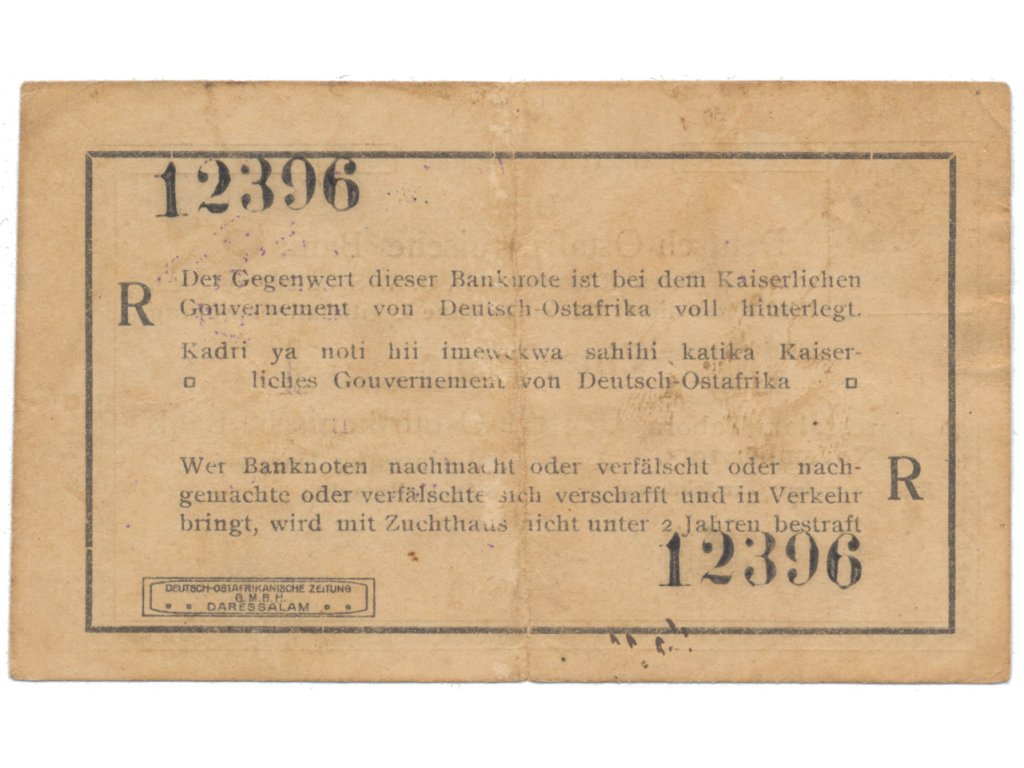 12396
Der Gegenwert dieser Banknote ist bei dem Kaiserlichen
R
Gouvernement von Deutsch-Ostafrika voll hinterlegt.
Kadri ya noti hii imewekwa sahihi katika Kaiser-
liches Gouvernement von Deutsch-Ostafrika
Wer Banknoten nachmacht oder verfälscht oder nach-
R
gemachte oder verfälschte sich verschafft und in Verkehr
bringt, wird mit Zuchthaus nicht unter 2 Jahren bestraft
12396
DEUTSCH-OSTAFRIKANISCHE ZEITUNG
G.M.B.H.
DARESSALAM